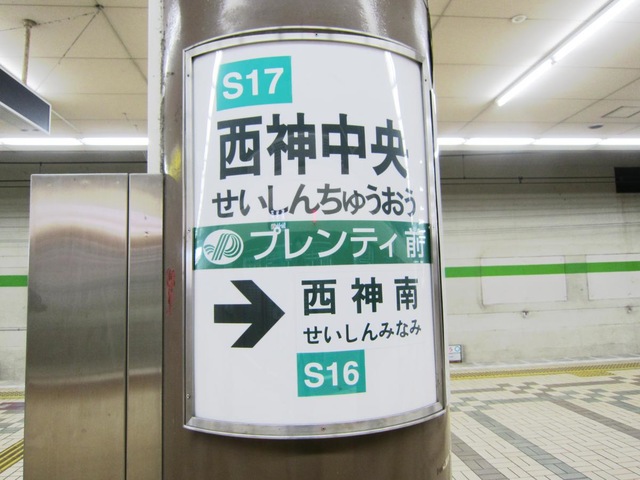 S17
西神中央
せいしんちゅうおう
プレンティ前
西神南
せいしんみなみ
S16